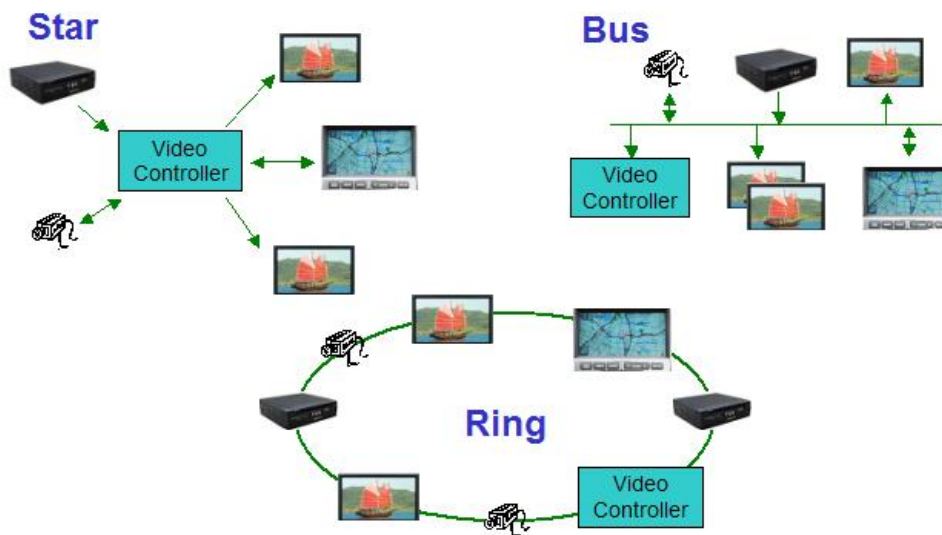 Star
Bus
Video
Controller
Video
Controller
Ring
Video
Controller